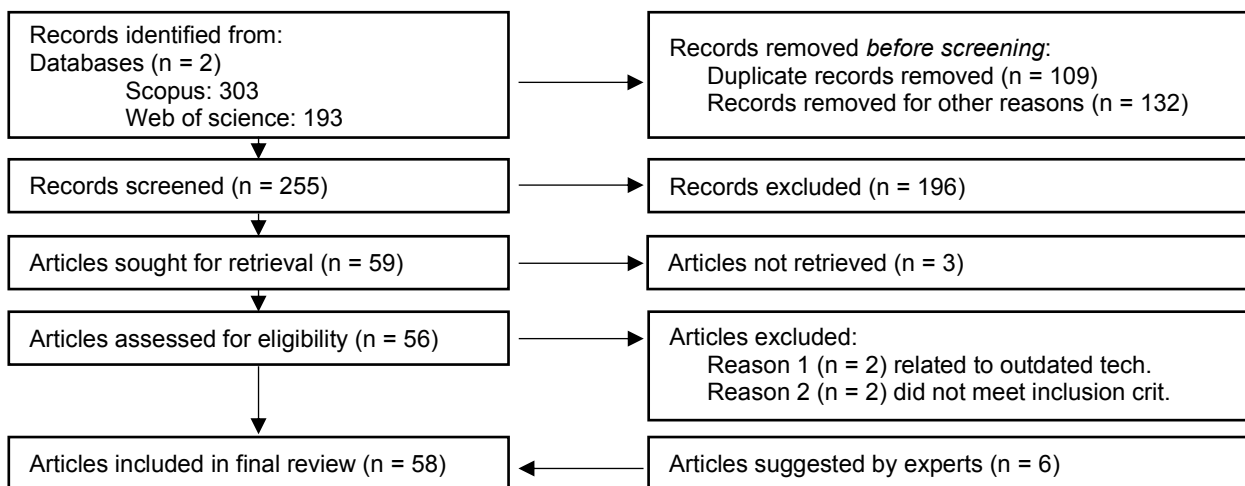 Records identified from:
Databases (n = 2)
Scopus: 303
Web of science: 193
Records removed before screening:
Duplicate records removed (n = 109)
Records removed for other reasons (n = 132)
Records screened (n = 255)
Records excluded (n = 196)
Articles sought for retrieval (n = 59)
Articles not retrieved (n = 3)
Articles assessed for eligibility (n = 56)
Articles excluded:
Reason 1 (n = 2) related to outdated tech.
Reason 2 (n = 2) did not meet inclusion crit.
Articles included in final review (n = 58)
Articles suggested by experts (n = 6)